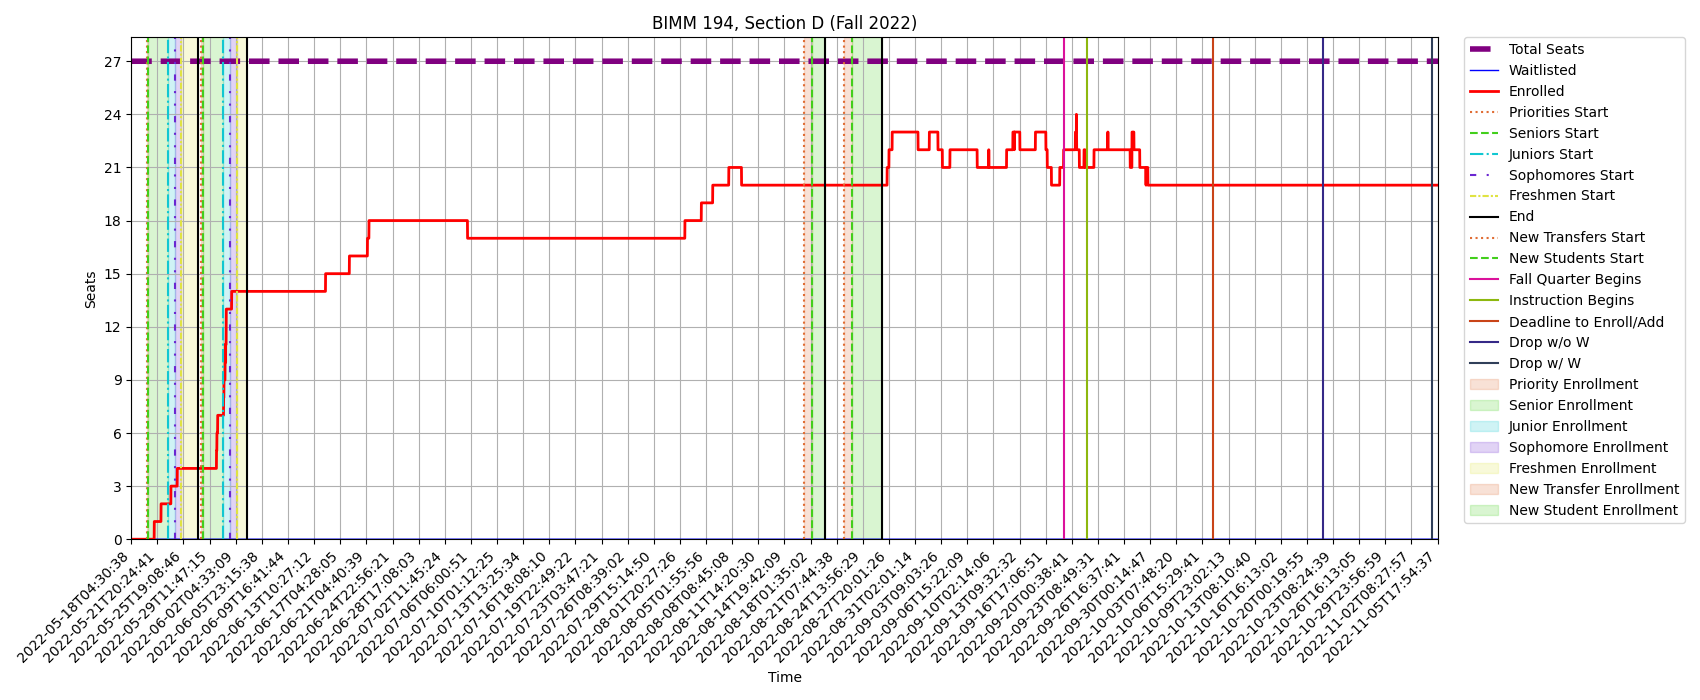 BIMM 194, Section D (Fall 2022)
Seats
27
24
21
18
15
12
9
6
3
0
2022-05-18T04:30:38
2022-05-21T20:24:41
2022-05-25T19:08:46
2022-05-29T11:47:15
2022-06-02T04:33:09
2022-06-05T23:15:38
2022-06-09T16:41:44
2022-06-13T10:27:12
2022-06-17T04:28:05
2022-06-21T04:40:39
2022-06-24T22:56:21
2022-06-28T17:08:03
2022-07-02T11:45:24
2022-07-06T06:00:51
2022-07-10T01:12:25
2022-07-13T13:25:34
2022-07-16T18:08:10
2022-07-19T22:49:22
2022-07-23T03:47:21
2022-07-26T08:39:02
2022-07-29T15:14:50
2022-08-01T20:27:26
2022-08-05T01:55:56
2022-08-08T08:45:08
2022-08-11T14:20:30
2022-08-14T19:42:09
2022-08-18T01:35:02
2022-08-21T07:44:38
2022-08-24T13:56:29
2022-08-27T20:01:26
2022-08-31T02:01:14
2022-09-03T09:03:26
2022-09-06T15:22:09
2022-09-10T02:14:06
2022-09-13T09:32:32
2022-09-16T17:06:51
2022-09-20T00:38:41
2022-09-23T08:49:31
2022-09-26T16:37:41
2022-09-30T00:14:47
2022-10-03T07:48:20
2022-10-06T15:29:41
2022-10-09T23:02:13
2022-10-13T08:10:40
2022-10-16T16:13:02
2022-10-20T00:19:55
2022-10-23T08:24:39
2022-10-26T16:13:05
2022-10-29T23:56:59
2022-11-02T08:27:57
2022-11-05T17:54:37
Time
Total Seats
Waitlisted
Enrolled
Priorities Start
Seniors Start
Juniors Start
Sophomores Start
Freshmen Start
End
New Transfers Start
New Students Start
Fall Quarter Begins
Instruction Begins
Deadline to Enroll/Add
Drop w/o W
Drop w/ W
Priority Enrollment
Senior Enrollment
Junior Enrollment
Sophomore Enrollment
Freshmen Enrollment
New Transfer Enrollment
New Student Enrollment